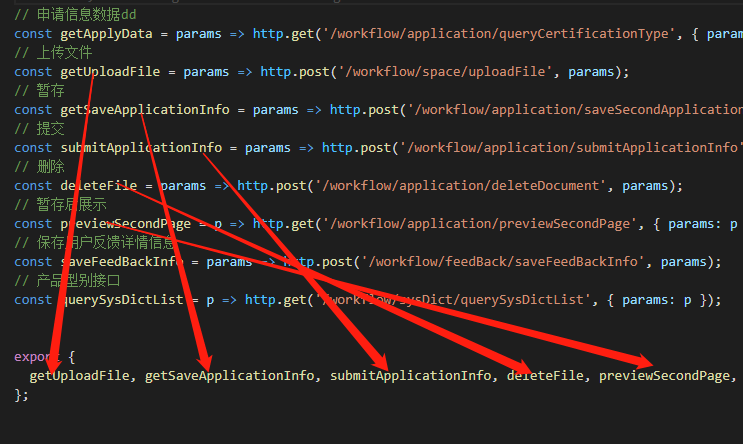 // 申请信息数据dd
const getApplyData = params => http.get('/workflow/application/queryCertificationType', { param
// 上传文件
const getUploadFile = params => http.post('/workflow/space/uploadFile', params);
// 暂存
const getSaveApplicationInfo = params => http.post('/workflow/application/saveSecondApplication
// 提交
const submitApplicationInfo = params => http.post('/workflow/application/submitApplicationInfo'
// 删除
const deleteFile = params => http.post('/workflow/application/deleteDocument', params);
// 暂存后展示
const previewSecondPage = p => http.get('/workflow/application/previewSecondPage', { params: p
// 保存用户反馈详情信息
const saveFeedBackInfo = params => http.post('/workflow/feedBack/saveFeedBackInfo', params);
// 产品型别接口
const querySysDictList = p => http.get('/workflow/sysDict/querySysDictList', { params: p });
export {
getUploadFile, getSaveApplicationInfo, submitApplicationInfo, deleteFile, previewSecondPage,
};